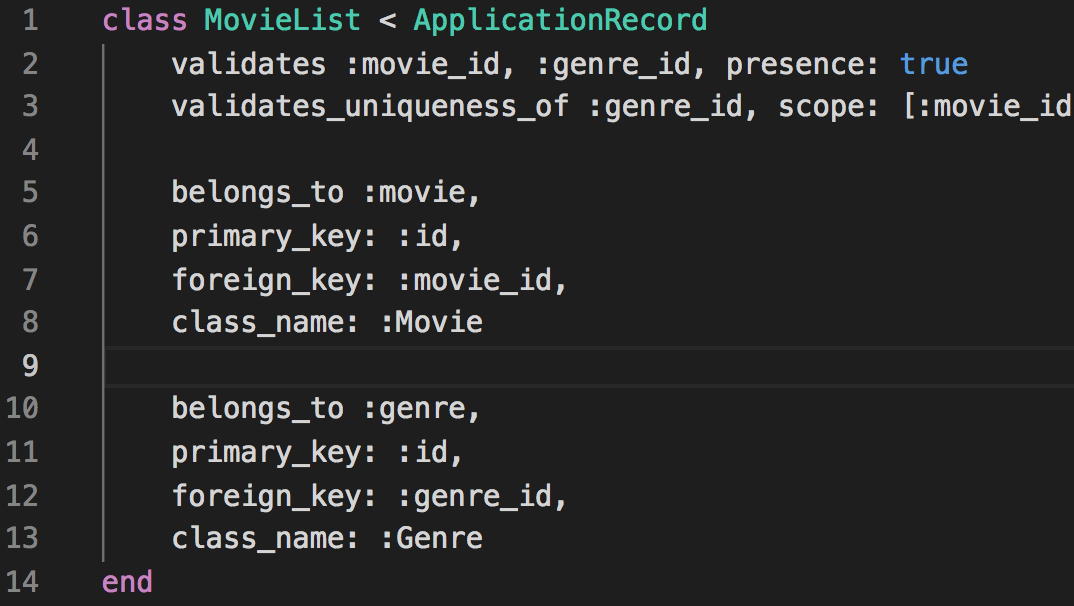 1 class MovieList < ApplicationRecord
2 validates :movie_id, :genre_id, presence: true
3 validates_uniqueness_of :genre_id, scope: [:movie_id
4
5 belongs_to :movie,
6 primary_key: :id,
7 foreign_key: :movie_id,
8 class_name: :Movie
9
10 belongs_to :genre,
11 primary_key: :id,
12 foreign_key: :genre_id,
13 class_name: :Genre
14 end